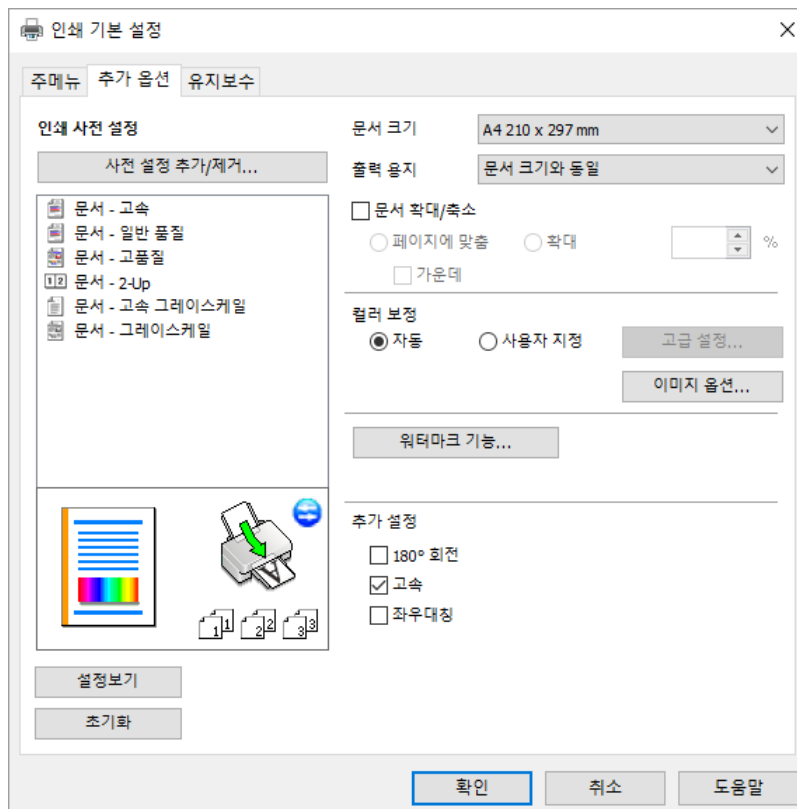 인쇄 기본 설정
주메뉴 추가 옵션 유지보수
인쇄 사전 설정
사전 설정 추가/제거...
문서 - 고속
문서 - 일반 품질
문서 - 고품질
1 2 문서 - 2-Up
문서 - 고속 그레이스케일
문서 - 그레이스케일
A
1 1 2 2 3 3
설정보기
초기화
문서 크기 A4 210 x 297 mm
출력 용지 문서 크기와 동일
문서 확대/축소
페이지에 맞춤 확대 %
가운데
컬러 보정
자동 사용자 지정 고급 설정...
이미지 옵션...
워터마크 기능...
추가 설정
180° 회전
고속
좌우대칭
확인 취소 도움말